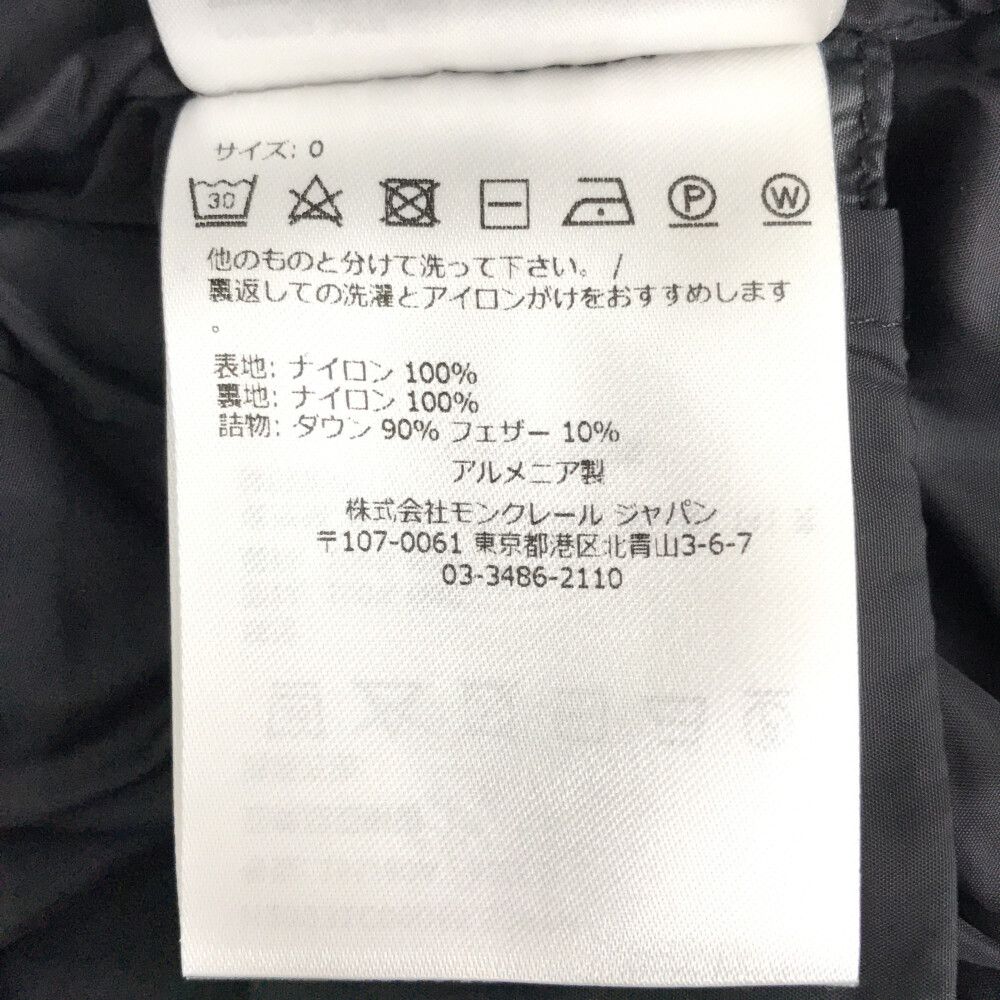 サイズ: 0
30 P W
他のものと分けて洗って下さい。 /
裏返しての洗濯とアイロンがけをおすすめします
。
表地: ナイロン 100%
裏地: ナイロン 100%
詰物: ダウン 90% フェザー 10%
アルメニア製
株式会社モンクレール ジャパン
〒107-0061 東京都港区北青山3-6-7
03-3486-2110